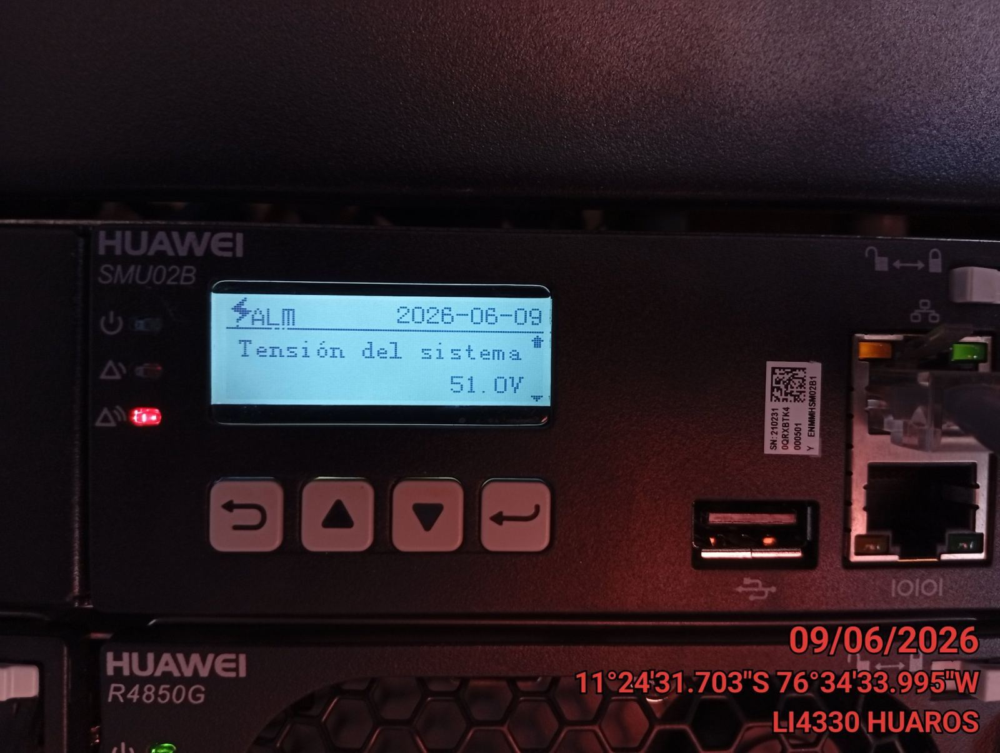 HUAWEI
SMU02B
ALM 2026-06-09
Tensión del sistema
51.0V
SN:210231
0QRXBTK4
000501
Y ENMMHSM02B1
HUAWEI
R4850G
09/06/2026
11°24'31.703"S 76°34'33.995"W
LI4330 HUAROS